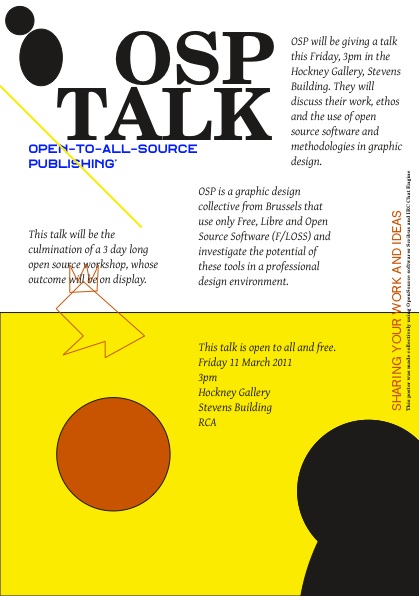 OSP
TALK
OPEN-TO-ALL-SOURCE
PUBLISHING'
OSP will be giving a talk
this Friday, 3pm in the
Hockney Gallery, Stevens
Building. They will
discuss their work, ethos
and the use of open
source software and
methodologies in graphic
design.
OSP is a graphic design
collective from Brussels that
use only Free, Libre and Open
Source Software (F/LOSS) and
investigate the potential of
these tools in a professional
design environment.
This talk will be the
culmination of a 3 day long
open source workshop, whose
outcome will be on display.
This talk is open to all and free.
Friday 11 March 2011
3pm
Hockney Gallery
Stevens Building
RCA
SHARING YOUR WORK AND IDEAS
This poster was made collectively using OpenSource softwares Scribus and IRC Chat Engine